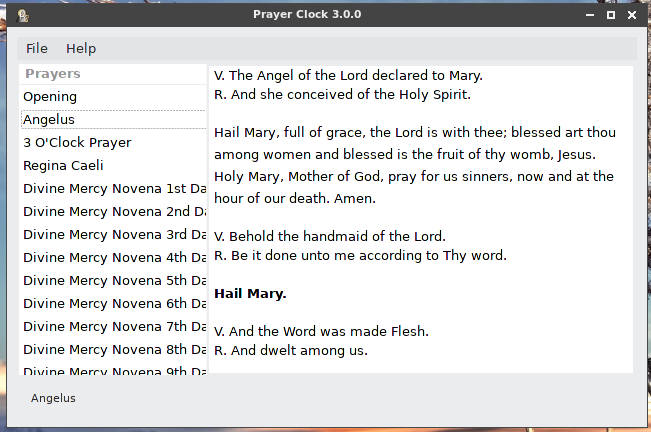 Prayer Clock 3.0.0
File Help
Prayers
Opening
Angelus
3 O'Clock Prayer
Regina Caeli
Divine Mercy Novena 1st Da
Divine Mercy Novena 2nd Da
Divine Mercy Novena 3rd Da
Divine Mercy Novena 4th Da
Divine Mercy Novena 5th Da
Divine Mercy Novena 6th Da
Divine Mercy Novena 7th Da
Divine Mercy Novena 8th Da
Divine Mercy Novena 9th Da
V. The Angel of the Lord declared to Mary.
R. And she conceived of the Holy Spirit.
Hail Mary, full of grace, the Lord is with thee; blessed art thou
among women and blessed is the fruit of thy womb, Jesus.
Holy Mary, Mother of God, pray for us sinners, now and at the
hour of our death. Amen.
V. Behold the handmaid of the Lord.
R. Be it done unto me according to Thy word.
Hail Mary.
V. And the Word was made Flesh.
R. And dwelt among us.
Angelus